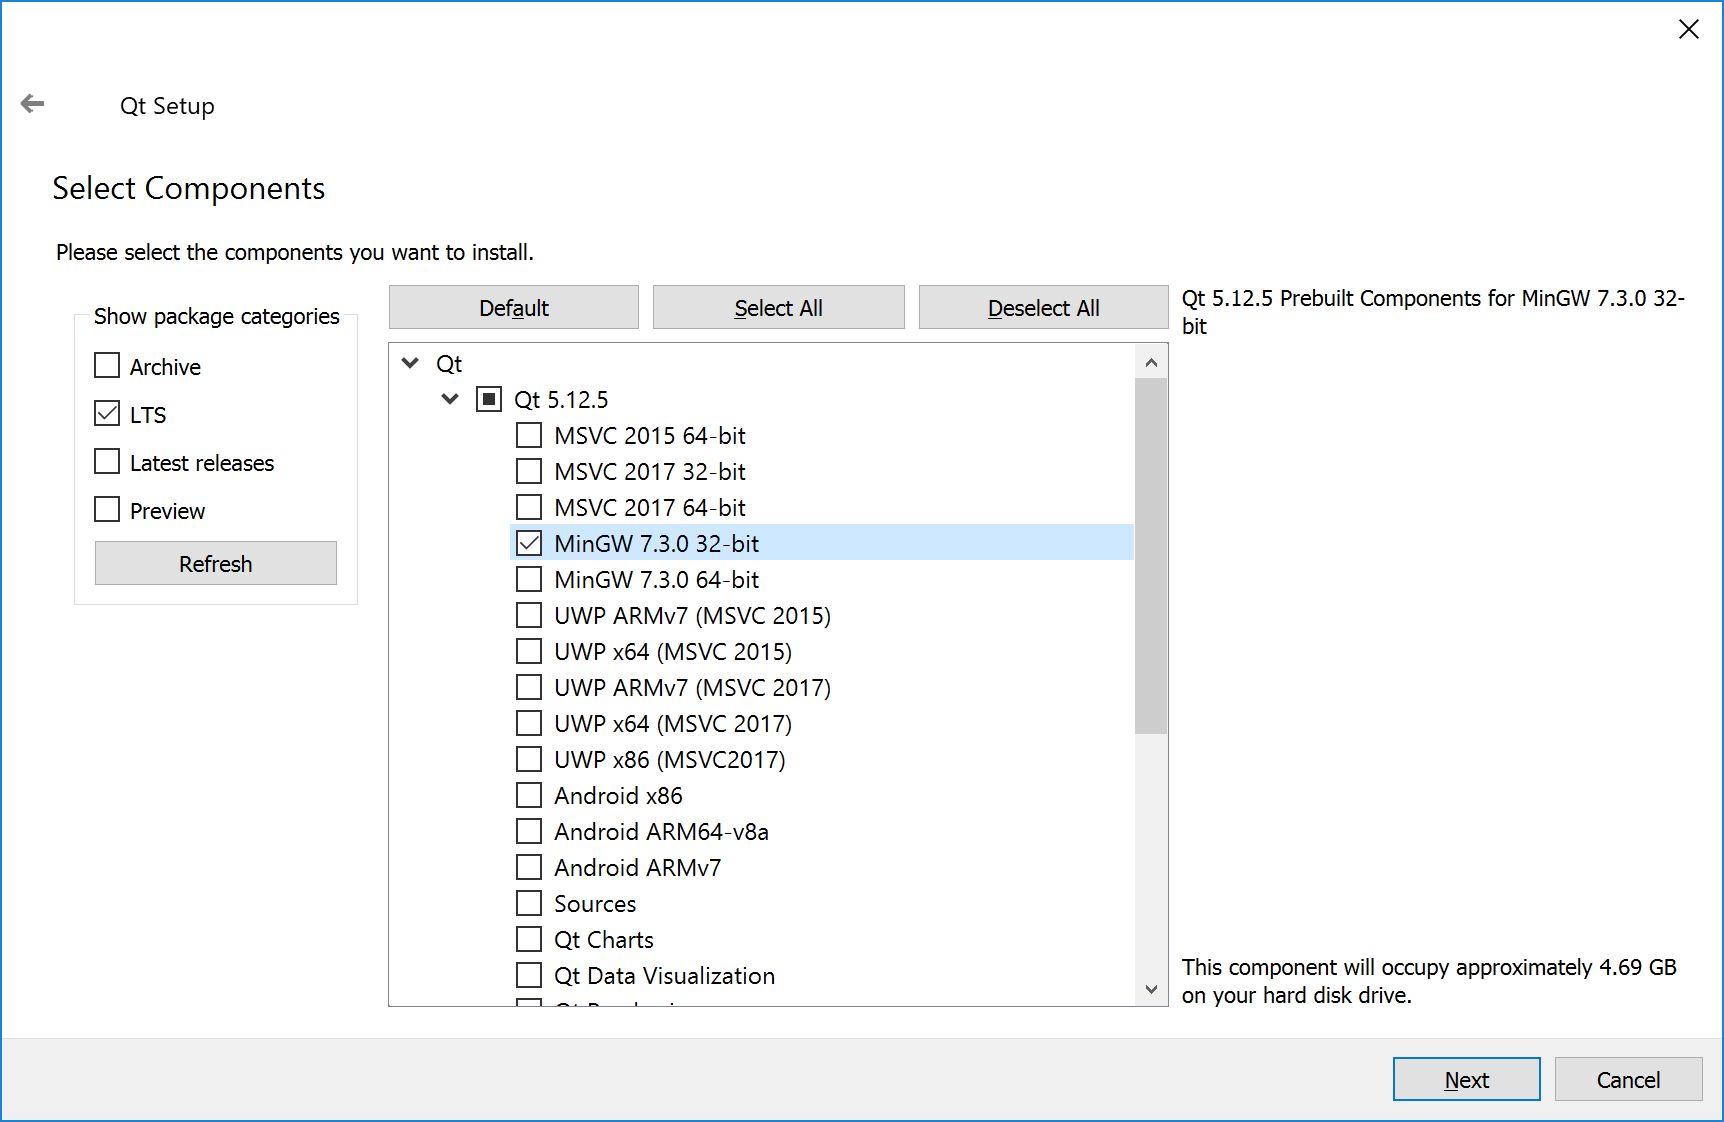 Qt Setup
Select Components
Please select the components you want to install.
Show package categories
Archive
LTS
Latest releases
Preview
Refresh
Default
Select All
Deselect All
Qt
Qt 5.12.5
MSVC 2015 64-bit
MSVC 2017 32-bit
MSVC 2017 64-bit
MinGW 7.3.0 32-bit
MinGW 7.3.0 64-bit
UWP ARMv7 (MSVC 2015)
UWP x64 (MSVC 2015)
UWP ARMv7 (MSVC 2017)
UWP x64 (MSVC 2017)
UWP x86 (MSVC2017)
Android x86
Android ARM64-v8a
Android ARMv7
Sources
Qt Charts
Qt Data Visualization
Qt 5.12.5 Prebuilt Components for MinGW 7.3.0 32-
bit
This component will occupy approximately 4.69 GB
on your hard disk drive.
Next
Cancel